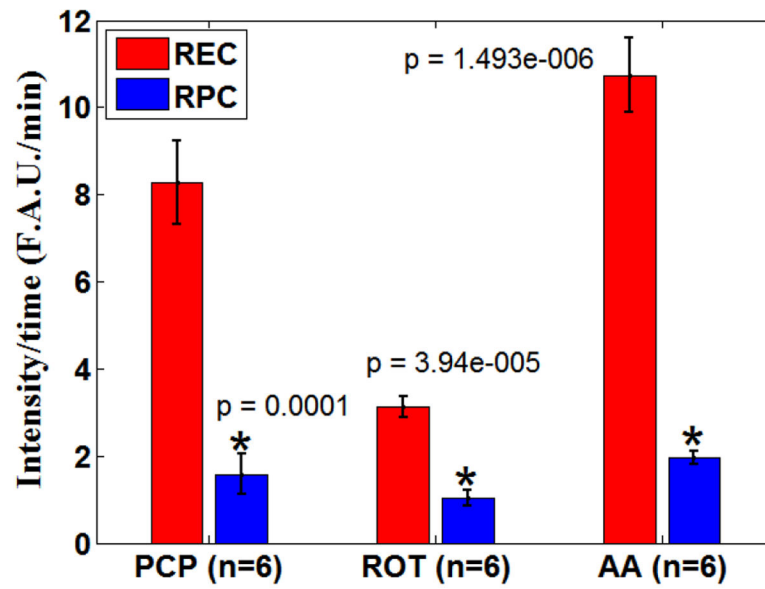 Intensity/time (F.A.U./min)
12
10
8
6
4
2
0
REC
RPC
p = 1.493e-006
p = 3.94e-005
p = 0.0001
*
*
*
PCP (n=6)
ROT (n=6)
AA (n=6)